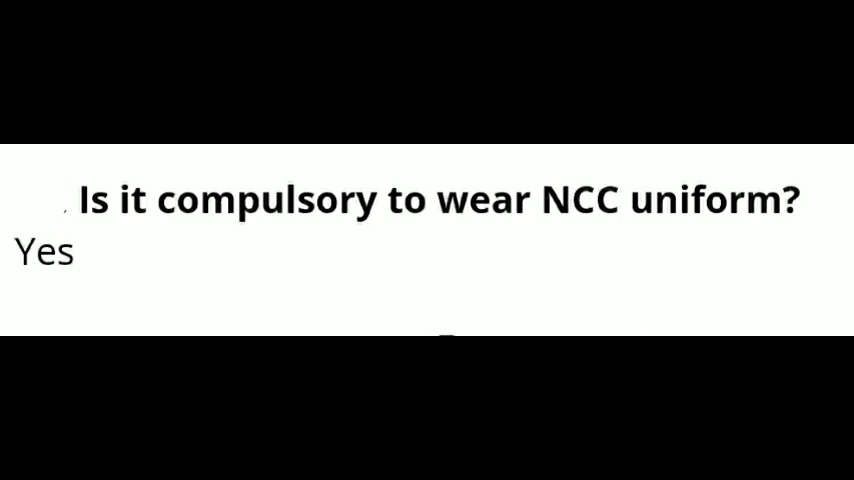 Is it compulsory to wear NCC uniform?
Yes